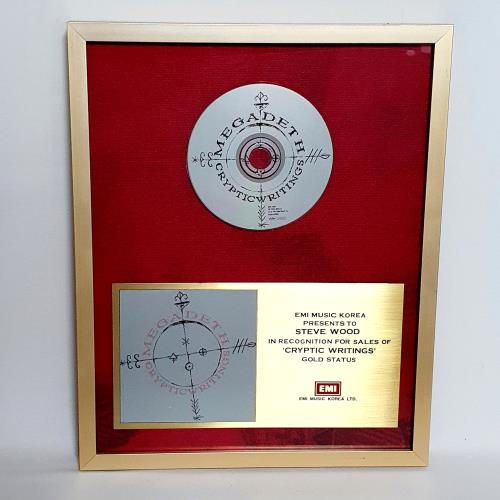 MEGADETH
CRYPTICWRITINGS
MEGADETH
CRYPTICWRITINGS
EMI MUSIC KOREA
PRESENTS TO
STEVE WOOD
IN RECOGNITION FOR SALES OF
'CRYPTIC WRITINGS'
GOLD STATUS
EMI
EMI MUSIC KOREA LTD.